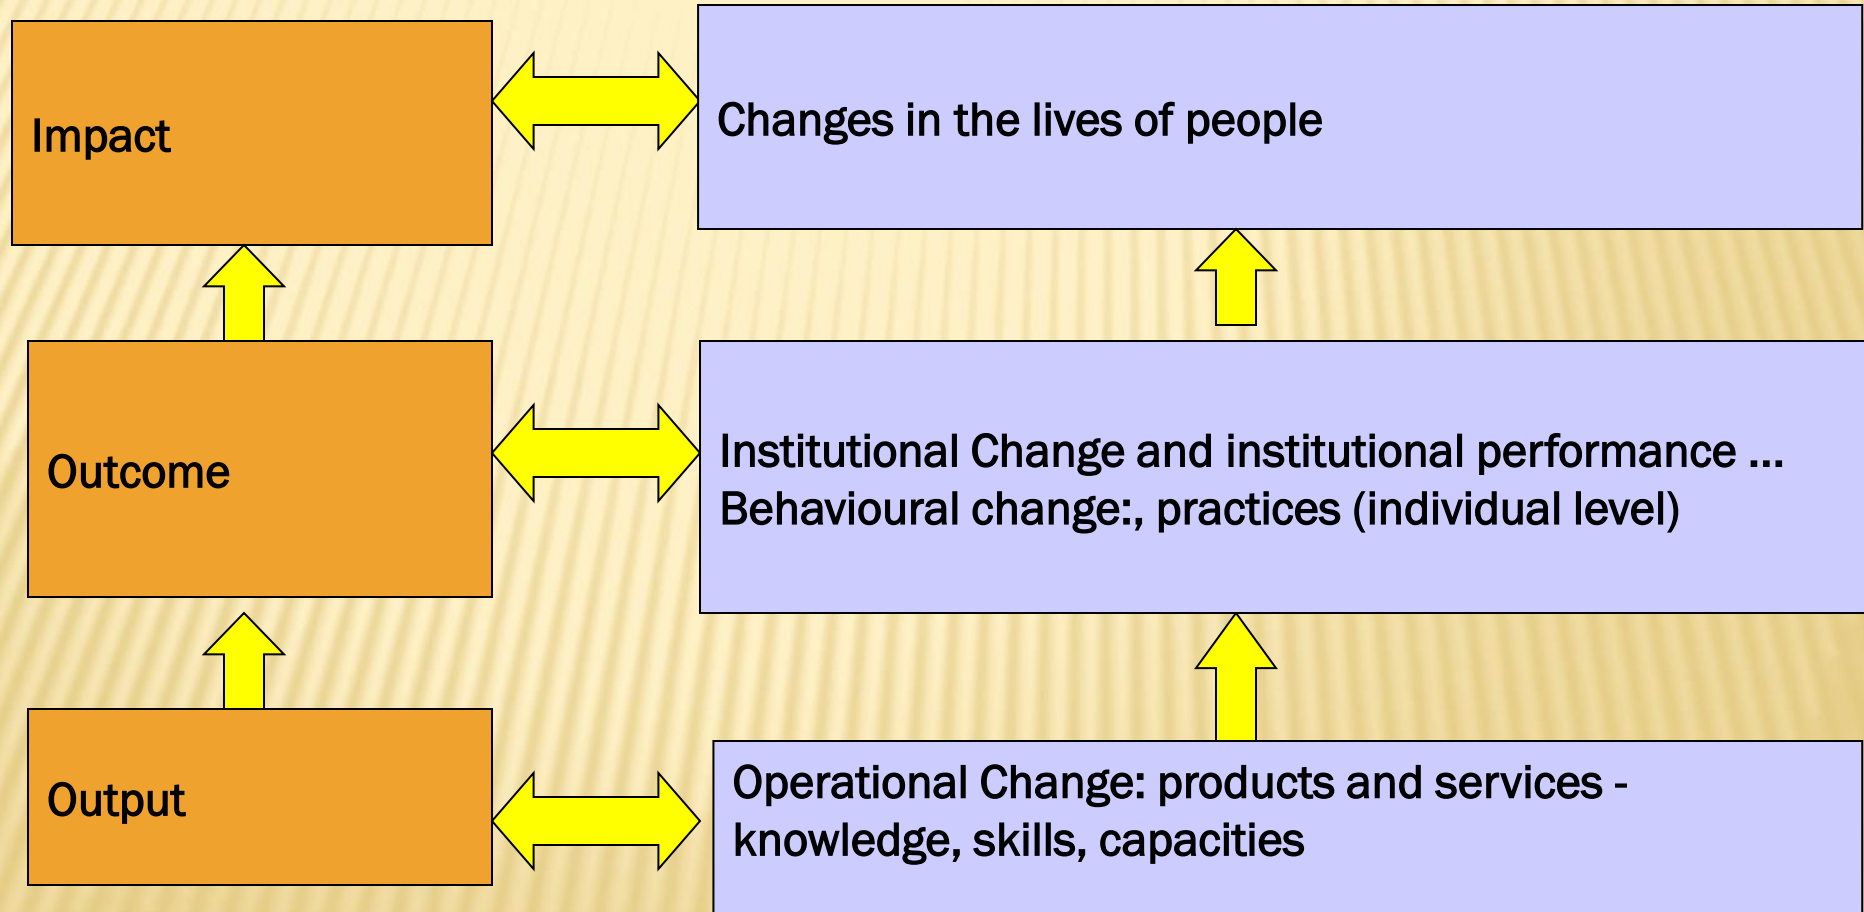 Impact
Changes in the lives of people
Outcome
Institutional Change and institutional performance ...
Behavioural change:, practices (individual level)
Output
Operational Change: products and services -
knowledge, skills, capacities